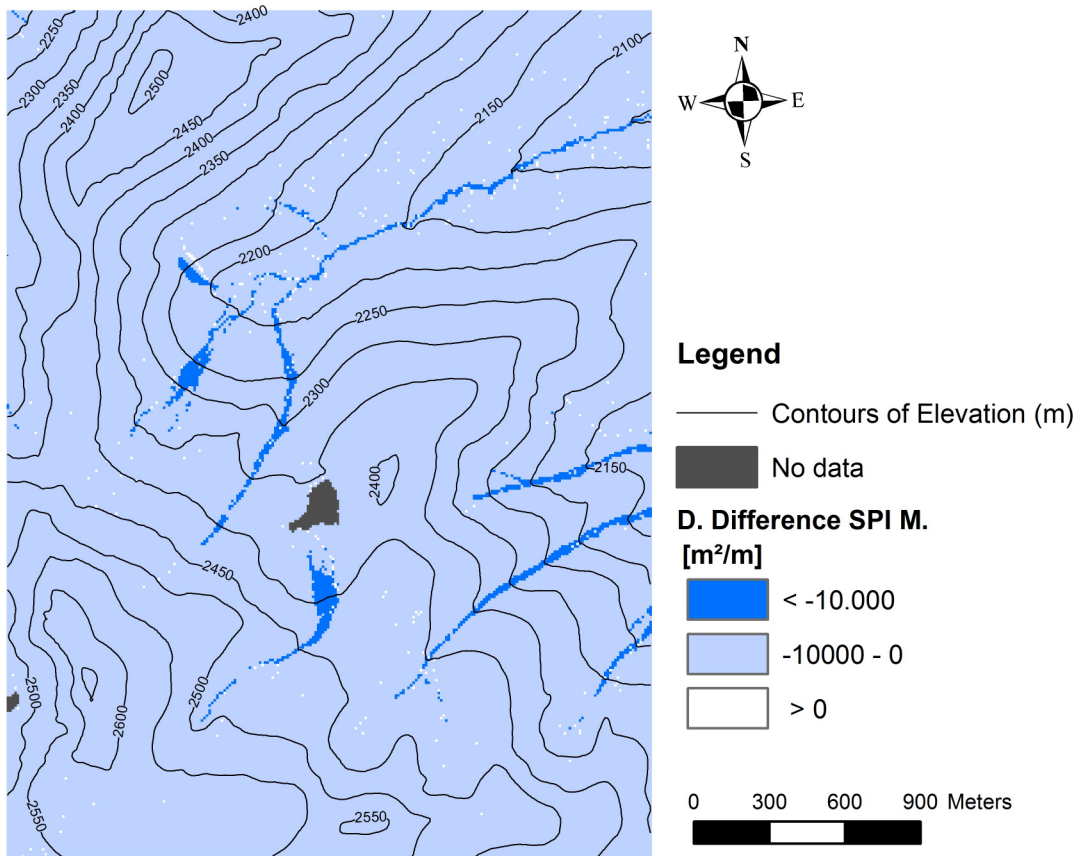 2400
2250
2300
2350
2400
2500
2100
2150
2450
2400
2350
2200
2250
2300
2400
2150
2450
2500
2500
2600
2550
2550
N
W E
S
Legend
Contours of Elevation (m)
No data
D. Difference SPI M.
[m²/m]
< -10.000
-10000 - 0
> 0
0 300 600 900 Meters